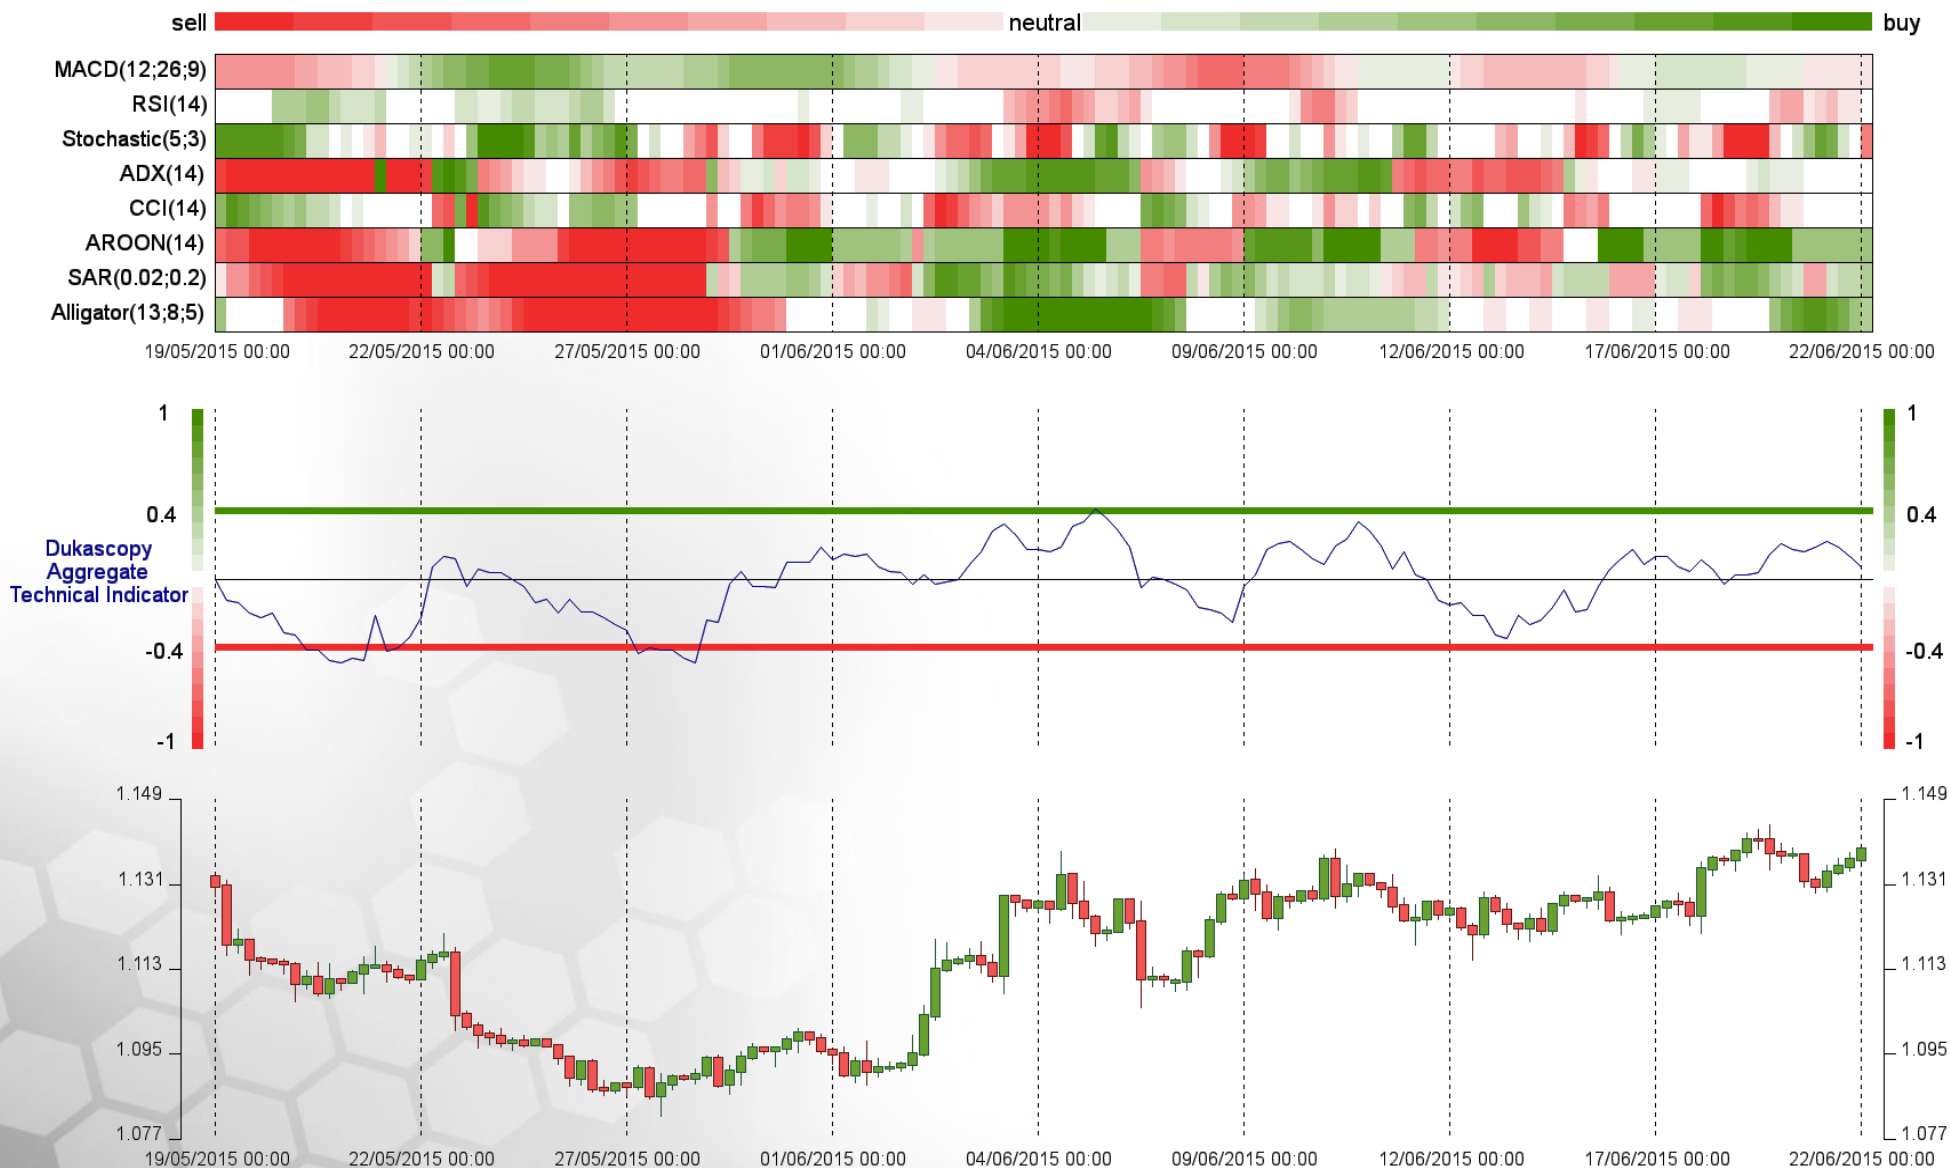 sell neutral buy
MACD(12;26;9)
RSI(14)
Stochastic(5;3)
ADX(14)
CCI(14)
AROON(14)
SAR(0.02;0.2)
Alligator(13;8;5)
19/05/2015 00:00 22/05/2015 00:00 27/05/2015 00:00 01/06/2015 00:00 04/06/2015 00:00 09/06/2015 00:00 12/06/2015 00:00 17/06/2015 00:00 22/06/2015 00:00
1 1
0.4 0.4
Dukascopy
Aggregate
Technical Indicator
-0.4 -0.4
-1 -1
1.149 1.149
1.131 1.131
1.113 1.113
1.095 1.095
1.077 1.077
19/05/2015 00:00 22/05/2015 00:00 27/05/2015 00:00 01/06/2015 00:00 04/06/2015 00:00 09/06/2015 00:00 12/06/2015 00:00 17/06/2015 00:00 22/06/2015 00:00